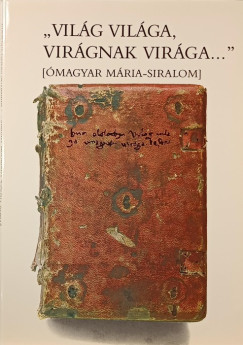 „VILÁG VILÁGA,
VIRÁGNAK VIRÁGA...”
[ÓMAGYAR MÁRIA-SIRALOM]